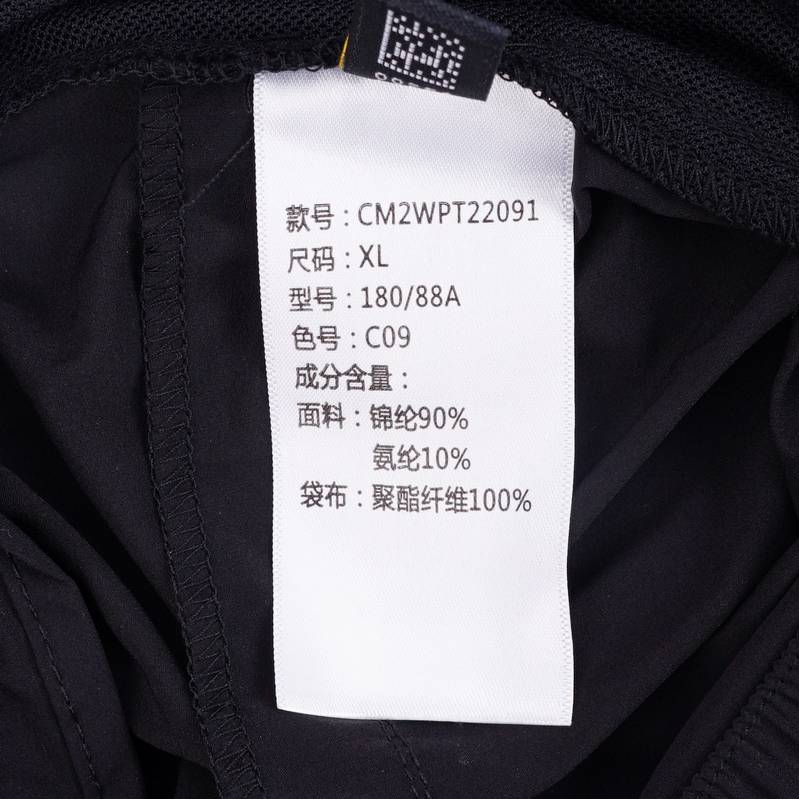 款号：CM2WPT22091
尺码：XL
型号：180/88A
色号：C09
成分含量：
面料：锦纶90%
氨纶10%
袋布：聚酯纤维100%